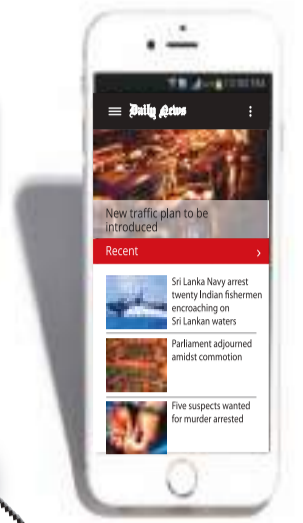 Daily News
New traffic plan to be
introduced
Recent
Sri Lanka Navy arrest
twenty Indian fishermen
encroaching on
Sri Lankan waters
Parliament adjourned
amidst commotion
Five suspects wanted
for murder arrested